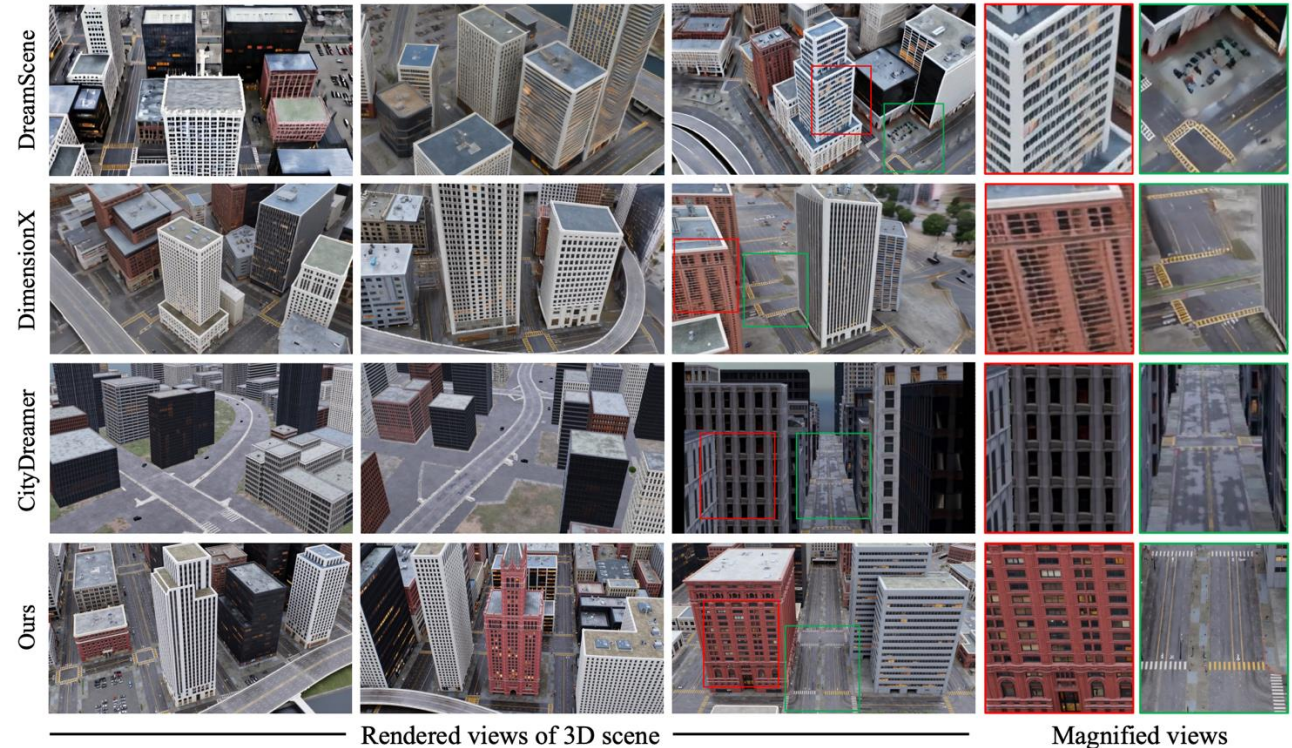 DreamScene
DimensionX
CityDreamer
Ours
Rendered views of 3D scene
Magnified views